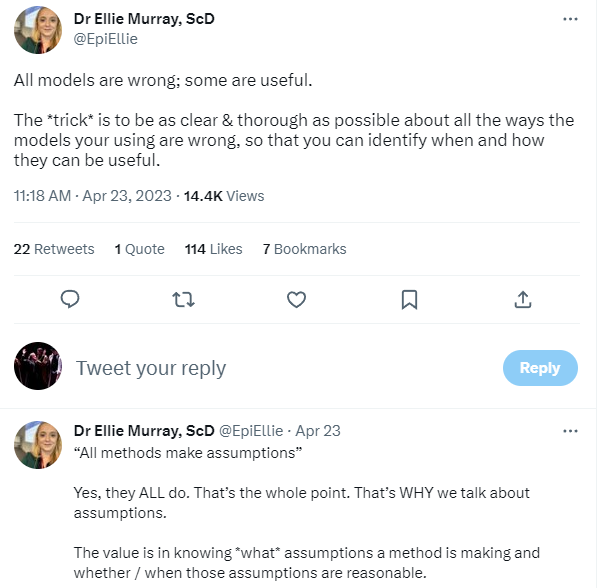 Dr Ellie Murray, ScD
@EpiEllie
All models are wrong; some are useful.
The *trick* is to be as clear & thorough as possible about all the ways the
models your using are wrong, so that you can identify when and how
they can be useful.
11:18 AM · Apr 23, 2023 · 14.4K Views
22 Retweets 1 Quote 114 Likes 7 Bookmarks
Tweet your reply
Reply
Dr Ellie Murray, ScD @EpiEllie · Apr 23
“All methods make assumptions”
Yes, they ALL do. That’s the whole point. That’s WHY we talk about
assumptions.
The value is in knowing *what* assumptions a method is making and
whether / when those assumptions are reasonable.